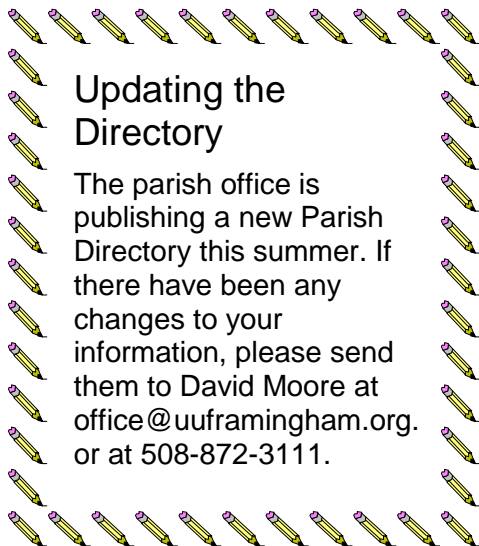 Updating the
Directory
The parish office is
publishing a new Parish
Directory this summer. If
there have been any
changes to your
information, please send
them to David Moore at
office@uuframingham.org.
or at 508-872-3111.